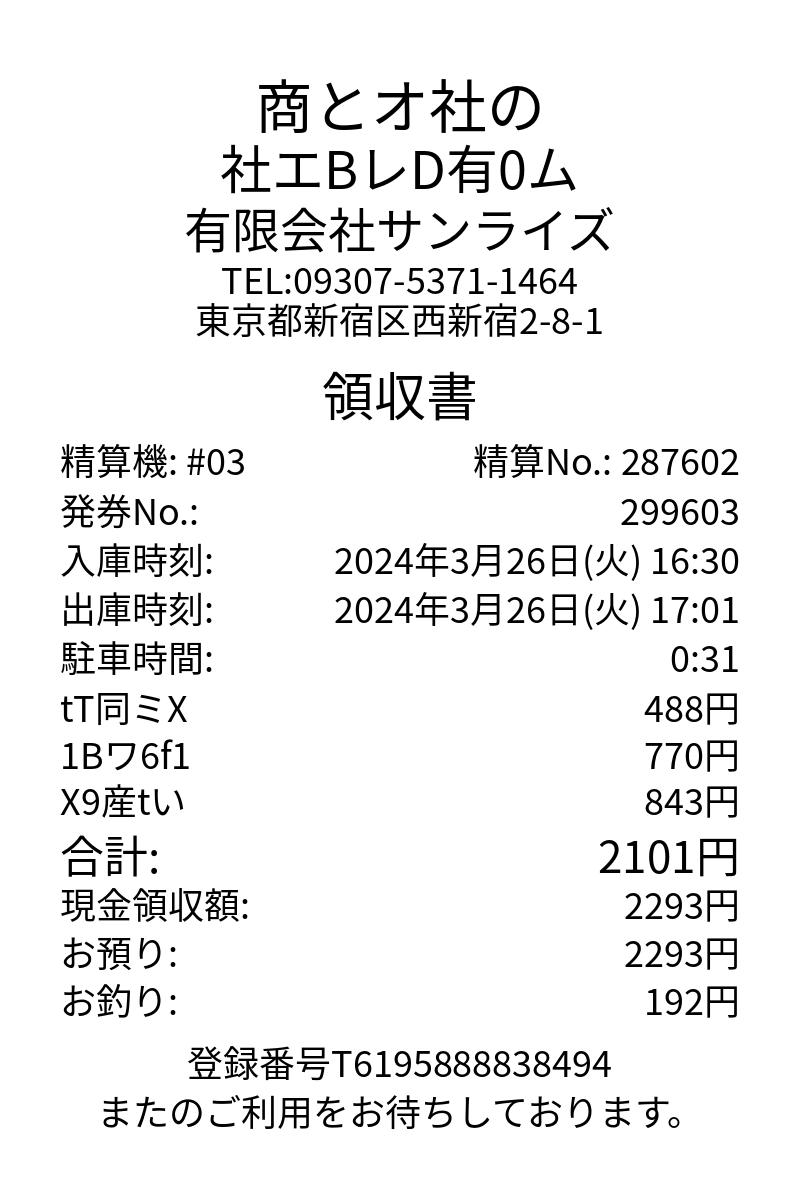 商とオ社の
社エBレD有0ム
有限会社サンライズ
TEL:09307-5371-1464
東京都新宿区西新宿2-8-1
領収書
精算機: #03 精算No.: 287602
発券No.: 299603
入庫時刻: 2024年3月26日(火) 16:30
出庫時刻: 2024年3月26日(火) 17:01
駐車時間: 0:31
tT同ミX 488円
1Bワ6f1 770円
X9産tい 843円
合計: 2101円
現金領収額: 2293円
お預り: 2293円
お釣り: 192円
登録番号T6195888838494
またのご利用をお待ちしております。